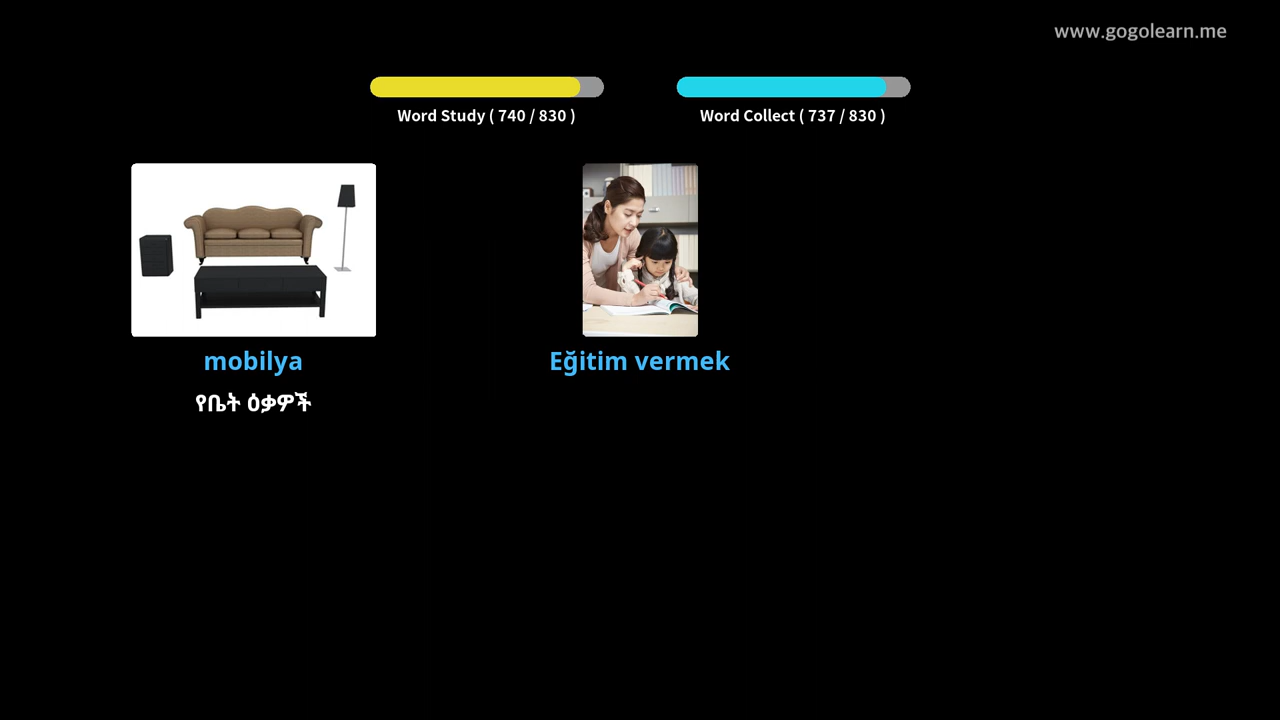 www.gogolearn.me
Word Study ( 740 / 830 )
Word Collect ( 737 / 830 )
mobilya
Eğitim vermek
የቤት ዕቃዎች